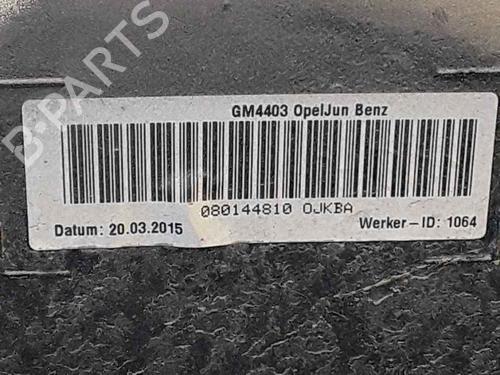 B-PARTS
GM4403 OpelJun Benz
080144810 OJKBA
Datum: 20.03.2015
Werker-ID: 1064